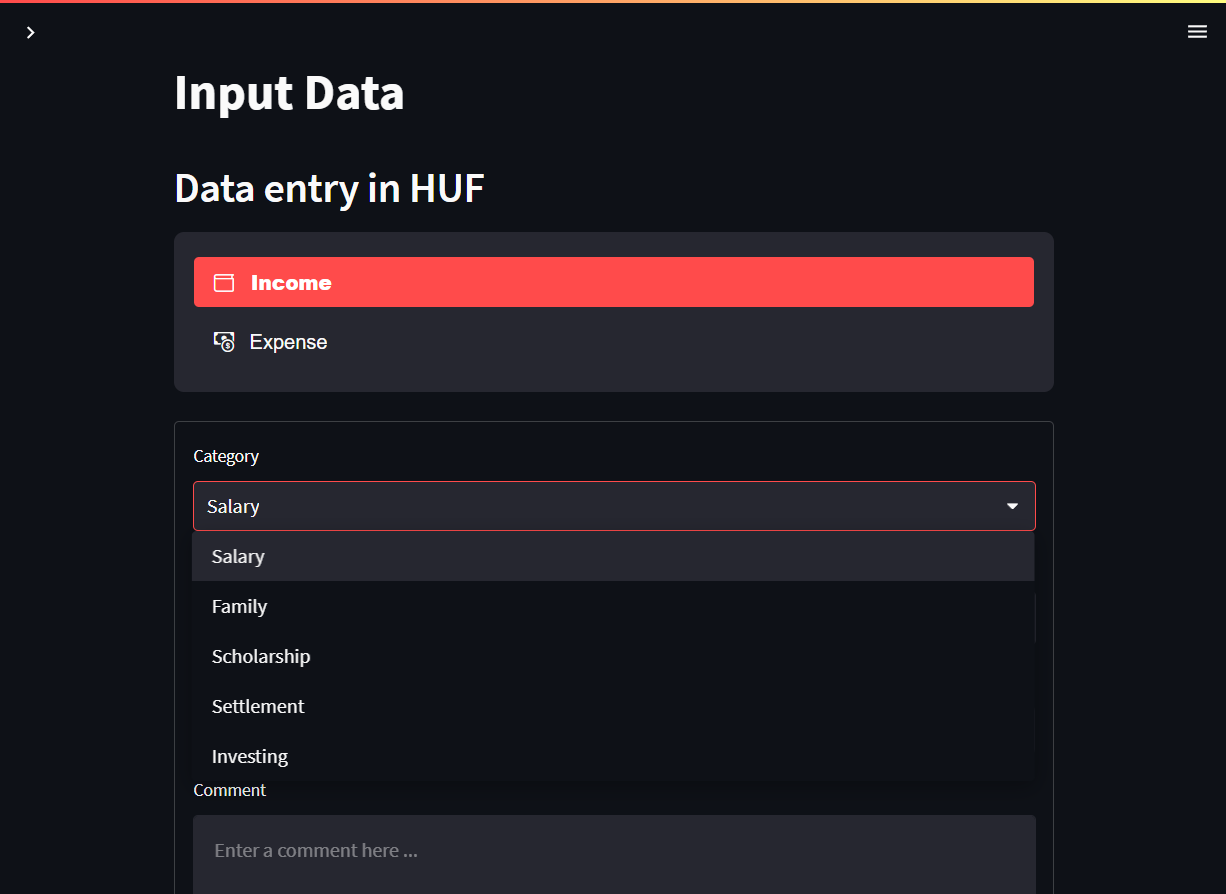 Input Data
Data entry in HUF
Income
Expense
Category
Salary
Salary
Family
Scholarship
Settlement
Investing
Comment
Enter a comment here ...